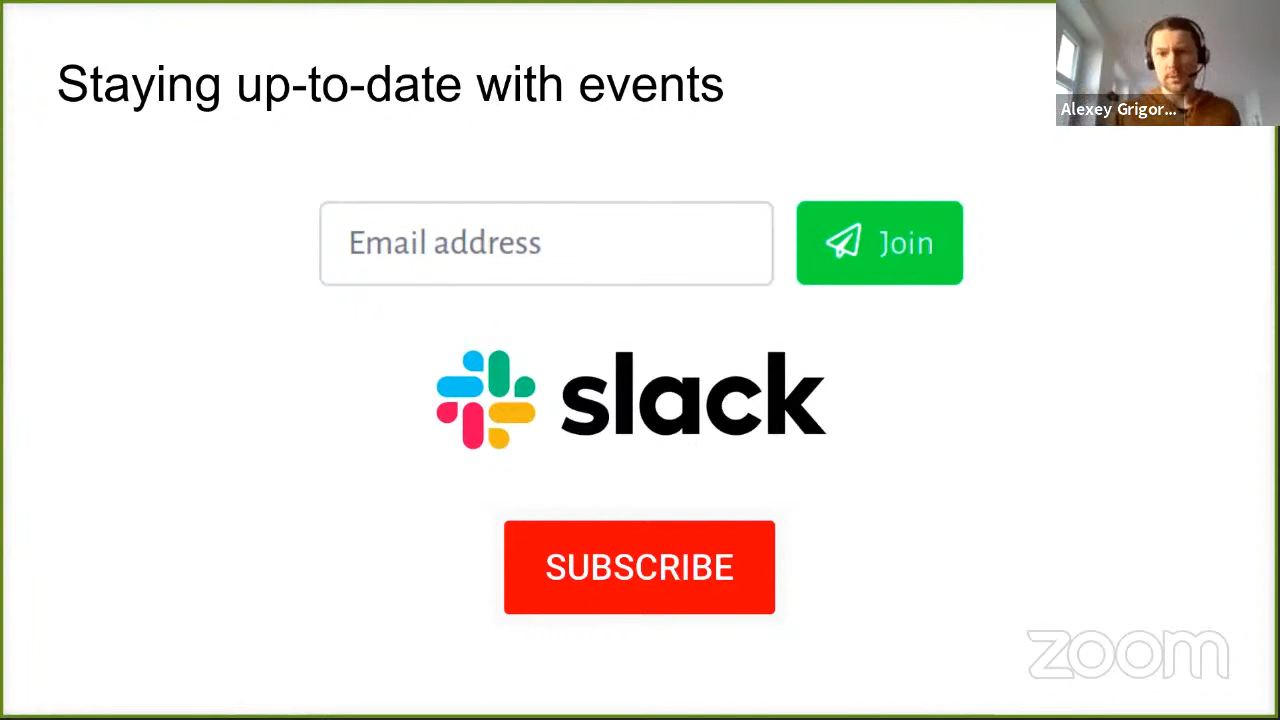 Staying up-to-date with events
Alexey Grigor...
Email address
Join
slack
SUBSCRIBE
zoom